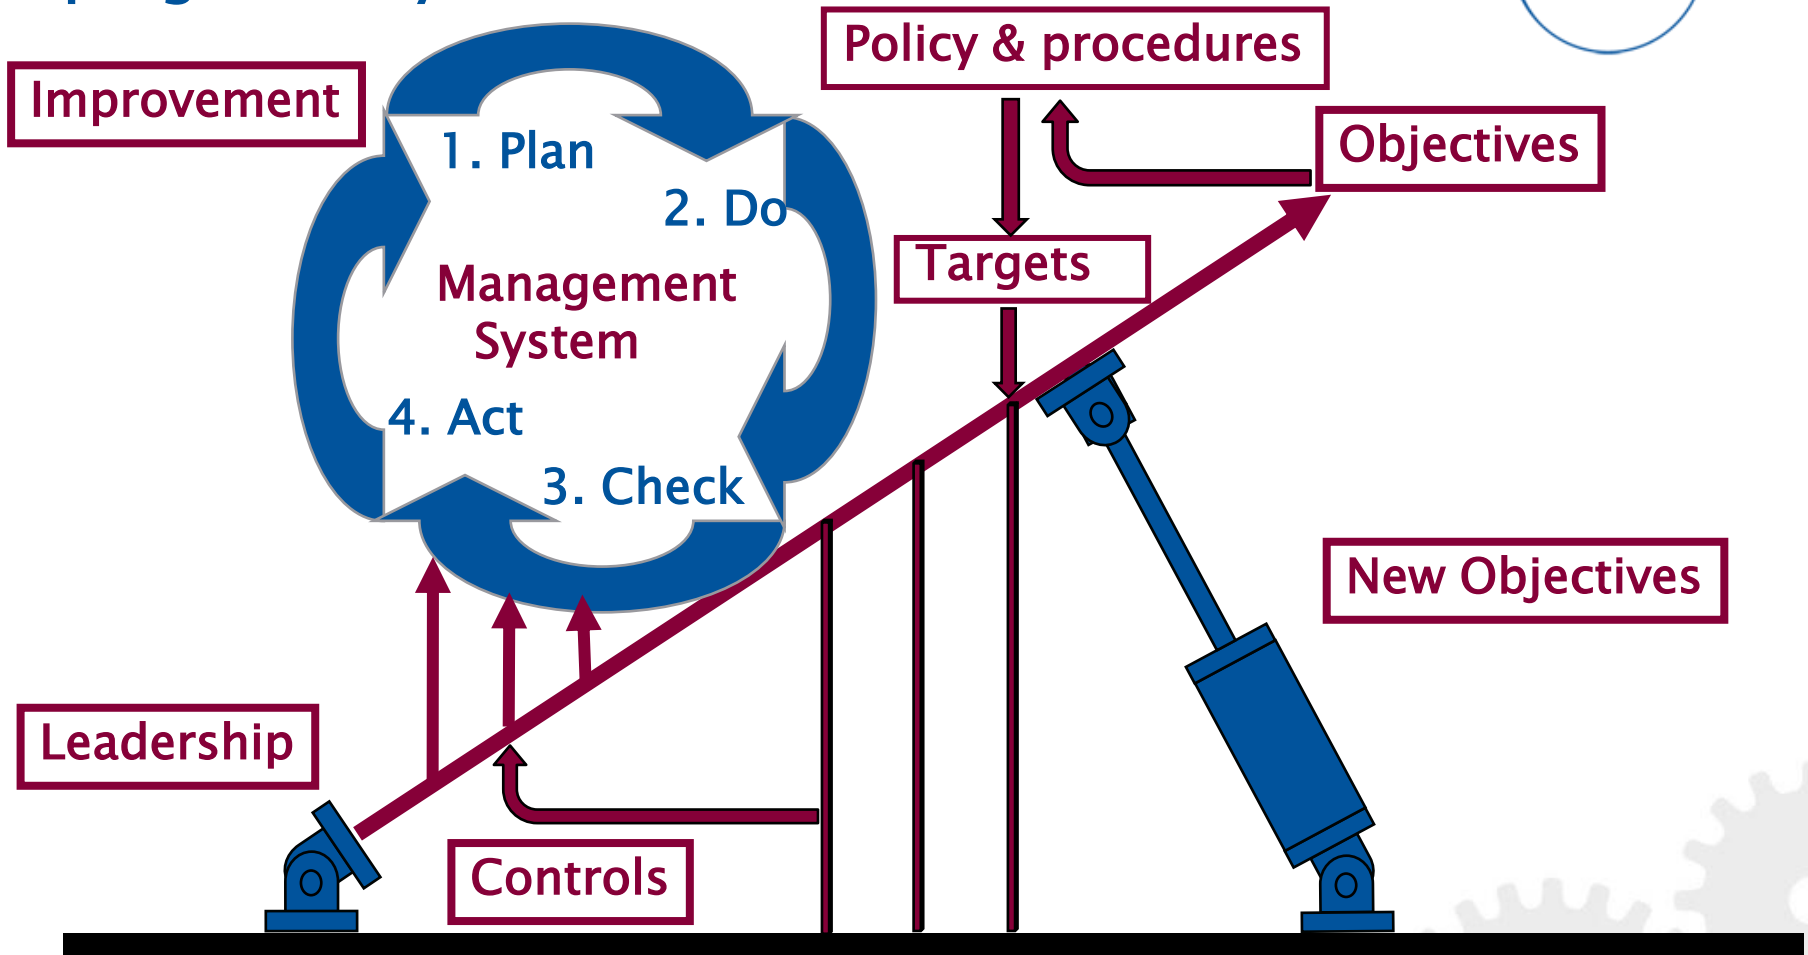 Policy & procedures
Improvement
Objectives
1. Plan
2. Do
Targets
Management
System
4. Act
3. Check
New Objectives
Leadership
Controls